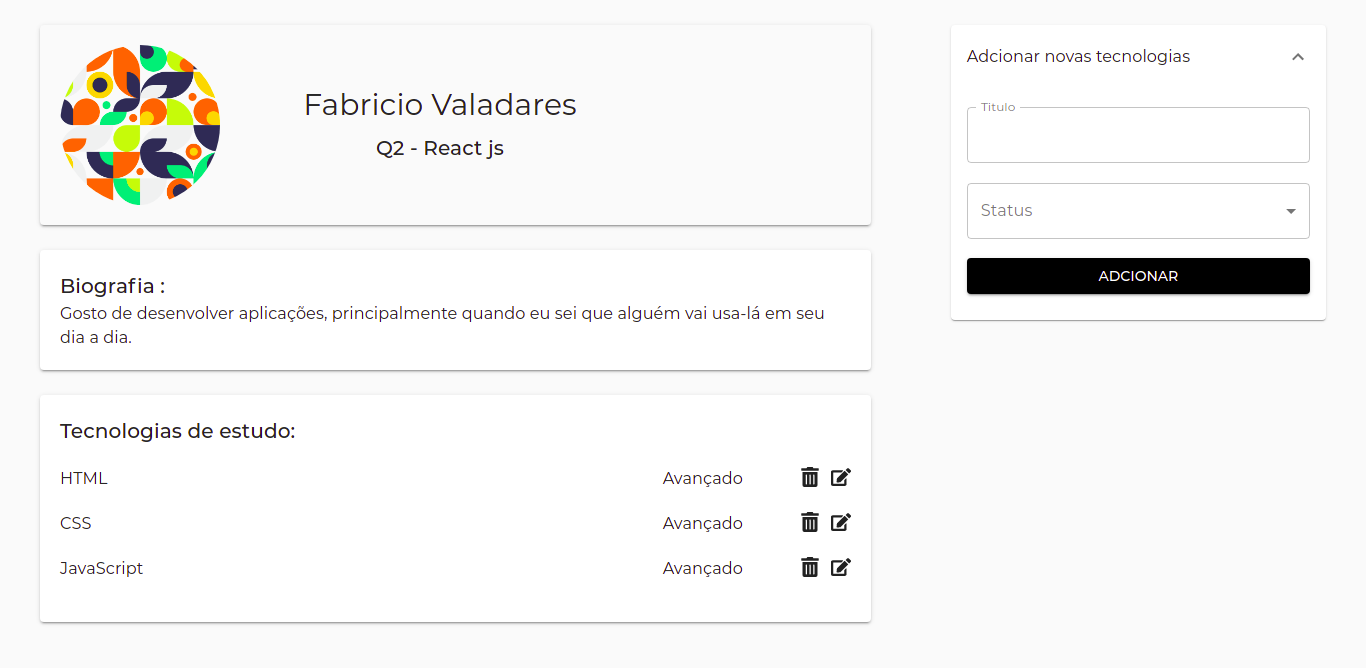 Fabricio Valadares
Q2 - React js
Biografia :
Gosto de desenvolver aplicações, principalmente quando eu sei que alguém vai usa-lá em seu
dia a dia.
Tecnologias de estudo:
HTML Avançado
CSS Avançado
JavaScript Avançado
Adcionar novas tecnologias
Titulo
Status
ADCIONAR